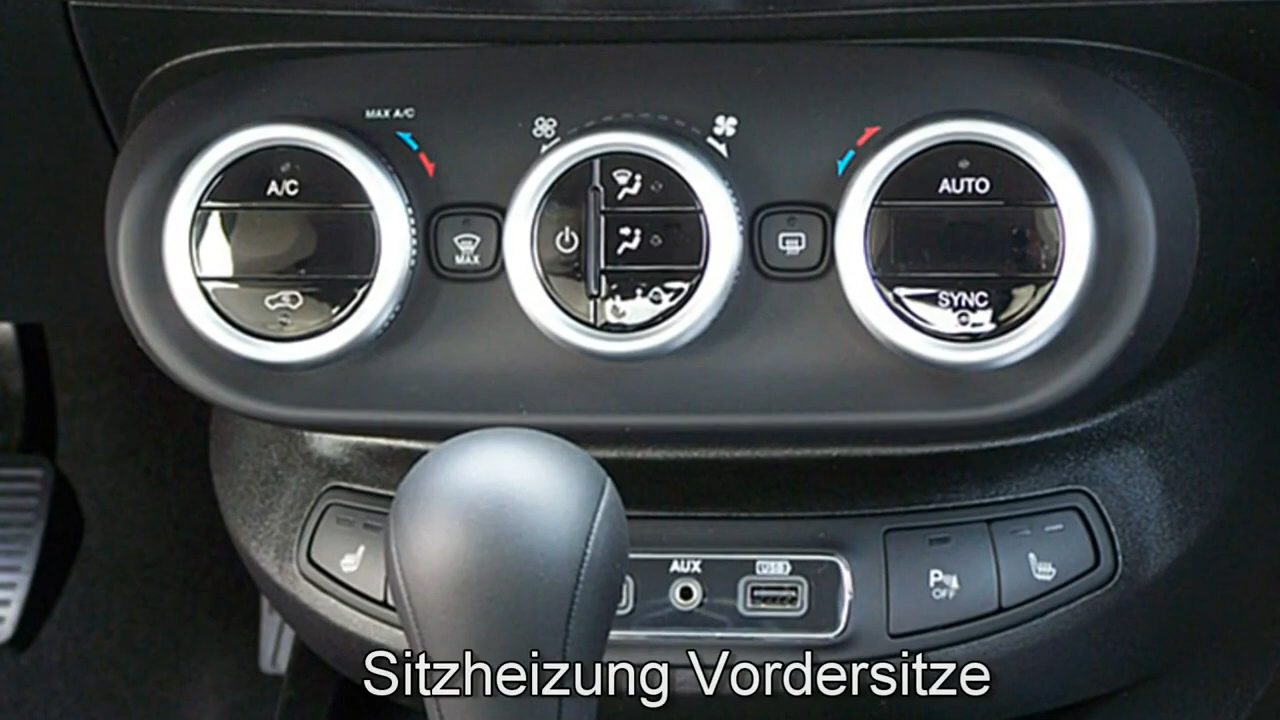 MAX A/C
A/C
AUTO
MAX
SYNC
AUX
USB
P
OFF
Sitzheizung Vordersitze